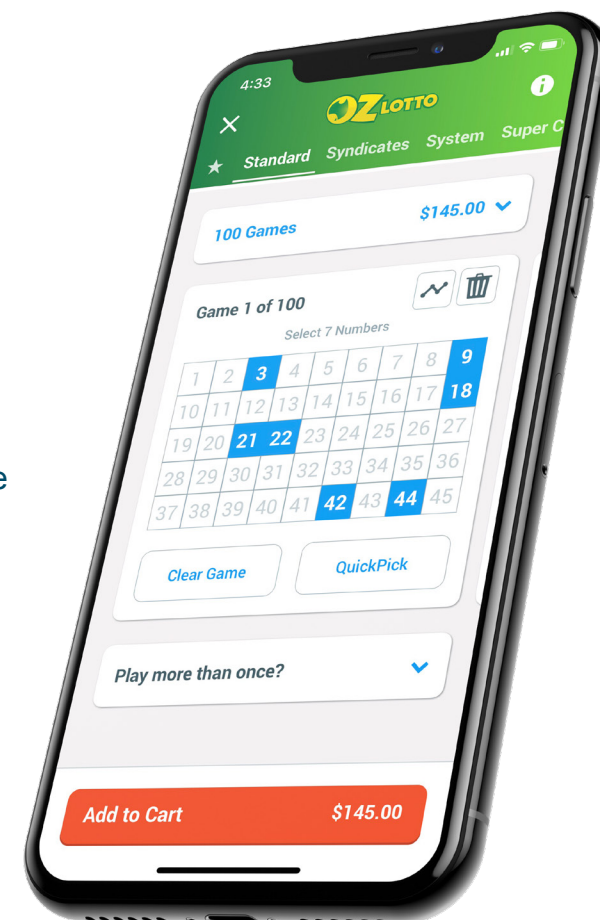 4:33
OZ LOTTO
Standard Syndicates System Super C
100 Games $145.00
Game 1 of 100
Select 7 Numbers
1 2 3 4 5 6 7 8 9
10 11 12 13 14 15 16 17 18
19 20 21 22 23 24 25 26 27
28 29 30 31 32 33 34 35 36
37 38 39 40 41 42 43 44 45
Clear Game QuickPick
e
Play more than once?
Add to Cart $145.00